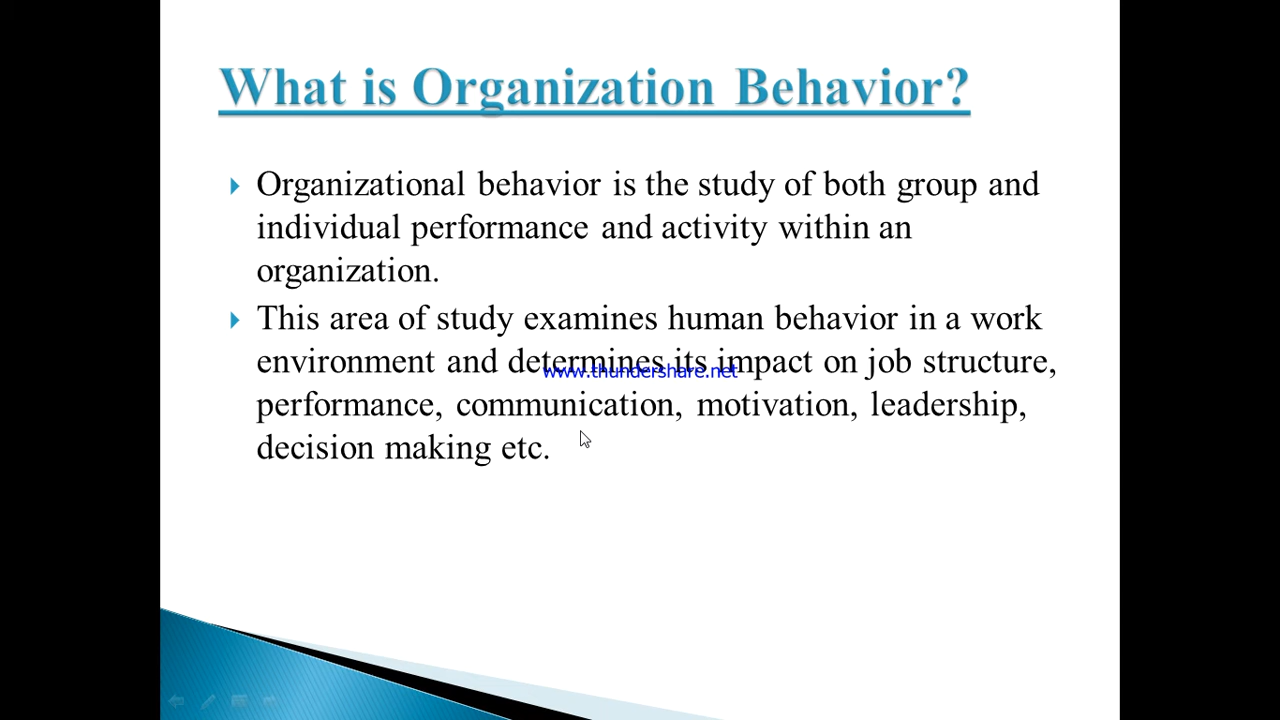 What is Organization Behavior?
Organizational behavior is the study of both group and
individual performance and activity within an
organization.
This area of study examines human behavior in a work
environment and determines its impact on job structure,
www.thundershare.net
performance, communication, motivation, leadership,
decision making etc.